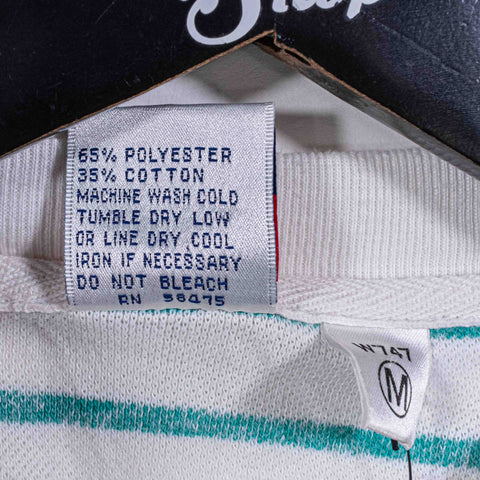 65% POLYESTER
35% COTTON
MACHINE WASH COLD
TUMBLE DRY LOW
OR LINE DRY, COOL
IRON IF NECESSARY
DO NOT BLEACH
RN 58475
W747
M